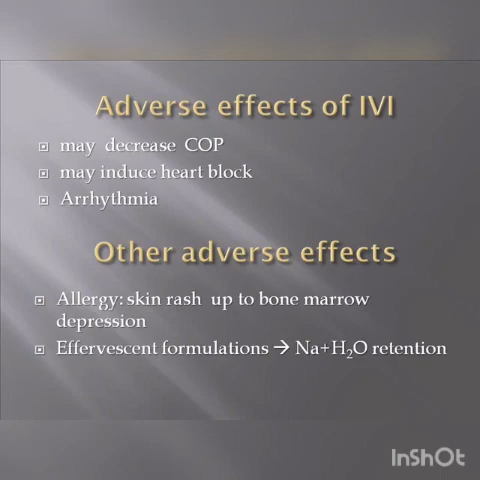 Adverse effects of IVI
may decrease COP
may induce heart block
Arrhythmia
Other adverse effects
Allergy: skin rash up to bone marrow
depression
Effervescent formulations → Na+H₂O retention
InShOt